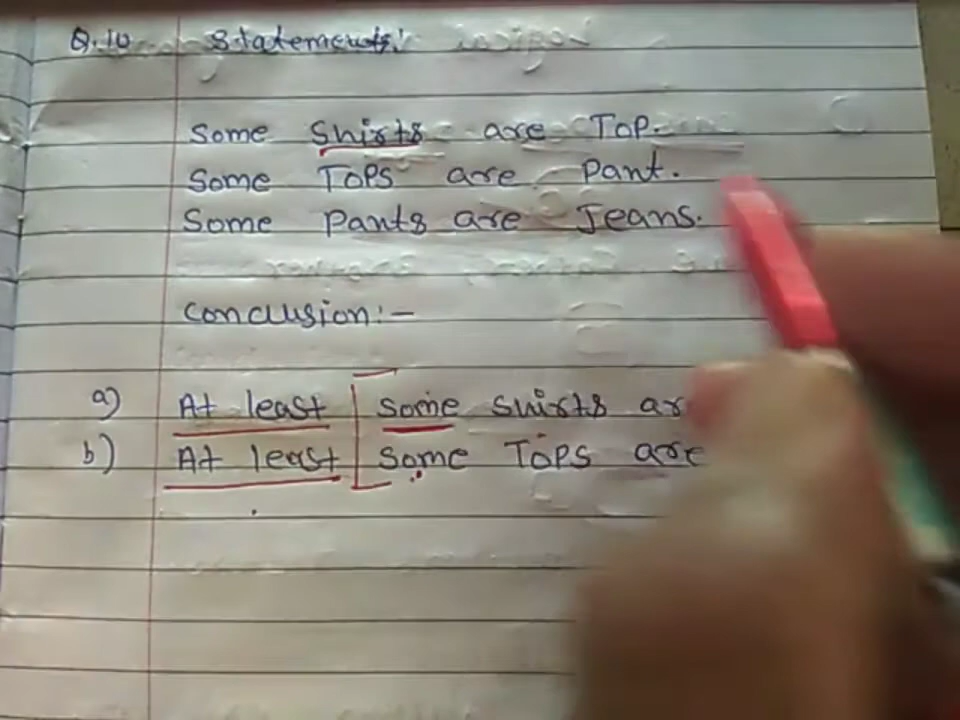 Q.10 Statements:
Some Shirts are Top.
Some Tops are Pant.
Some Pants are Jeans.
Conclusion:-
a) At least some shirts ar
b) At least some Tops are